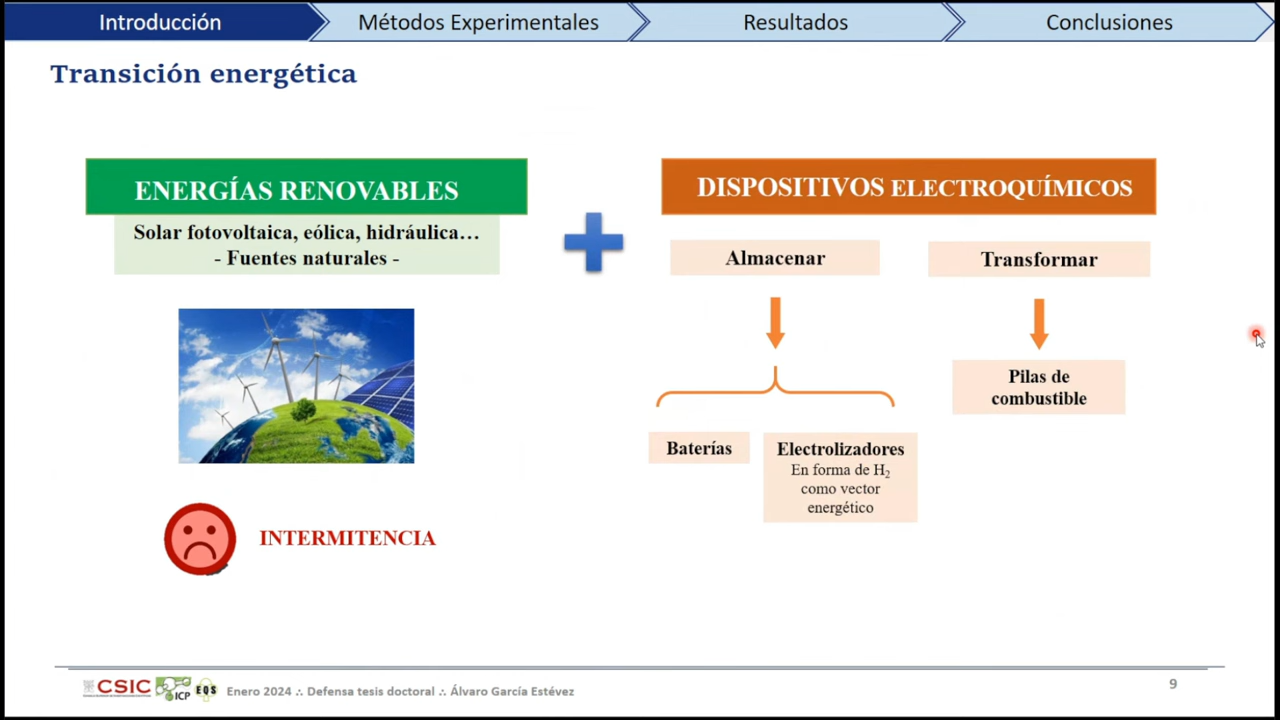 Introducción
Métodos Experimentales
Resultados
Conclusiones
Transición energética
ENERGÍAS RENOVABLES
Solar fotovoltaica, eólica, hidráulica…
- Fuentes naturales -
INTERMITENCIA
DISPOSITIVOS ELECTROQUÍMICOS
Almacenar
Transformar
Baterías
Electrolizadores
En forma de H₂
como vector
energético
Pilas de
combustible
CSIC
ICP
EQS
Enero 2024 ∴ Defensa tesis doctoral ∴ Álvaro García Estévez
9